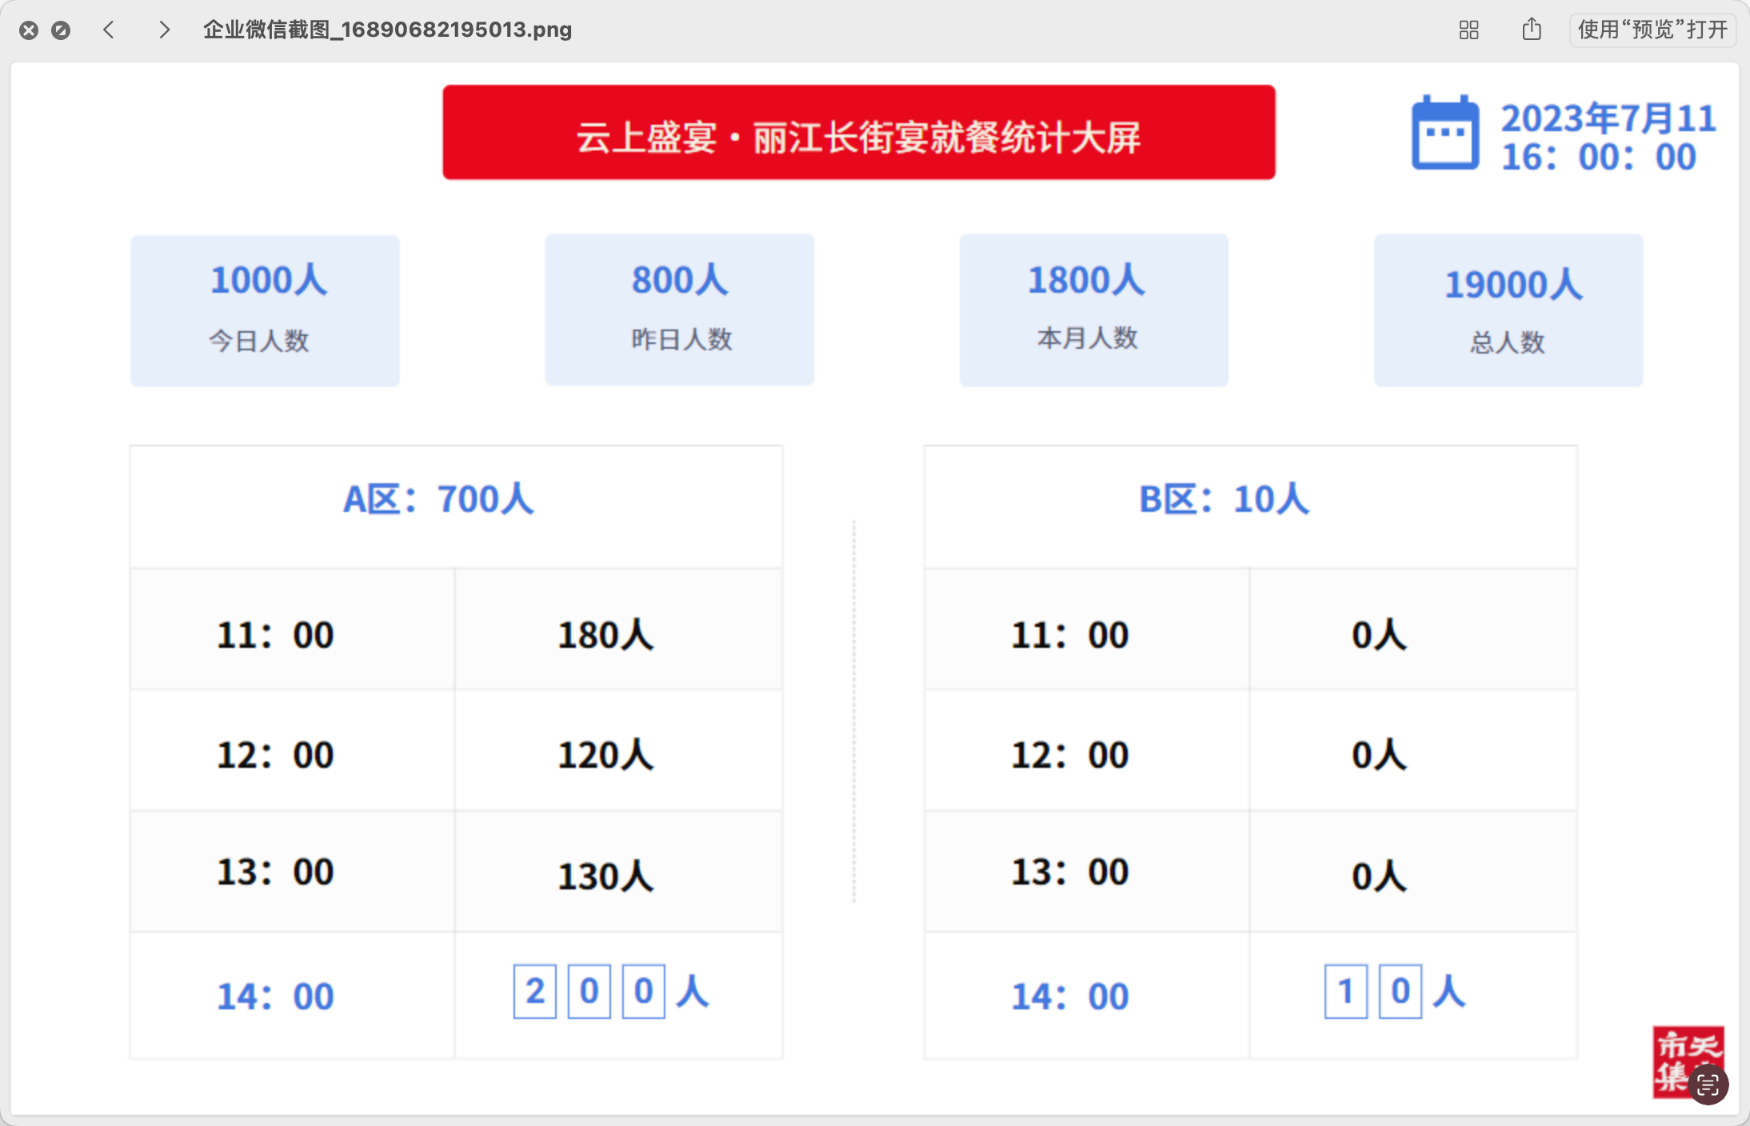 企业微信截图_16890682195013.png
使用“预览”打开
云上盛宴·丽江长街宴就餐统计大屏
2023年7月11
16：00：00
1000人
今日人数
800人
昨日人数
1800人
本月人数
19000人
总人数
A区：700人
11：00 180人
12：00 120人
13：00 130人
14：00 200人
B区：10人
11：00 0人
12：00 0人
13：00 0人
14：00 10人
市
集